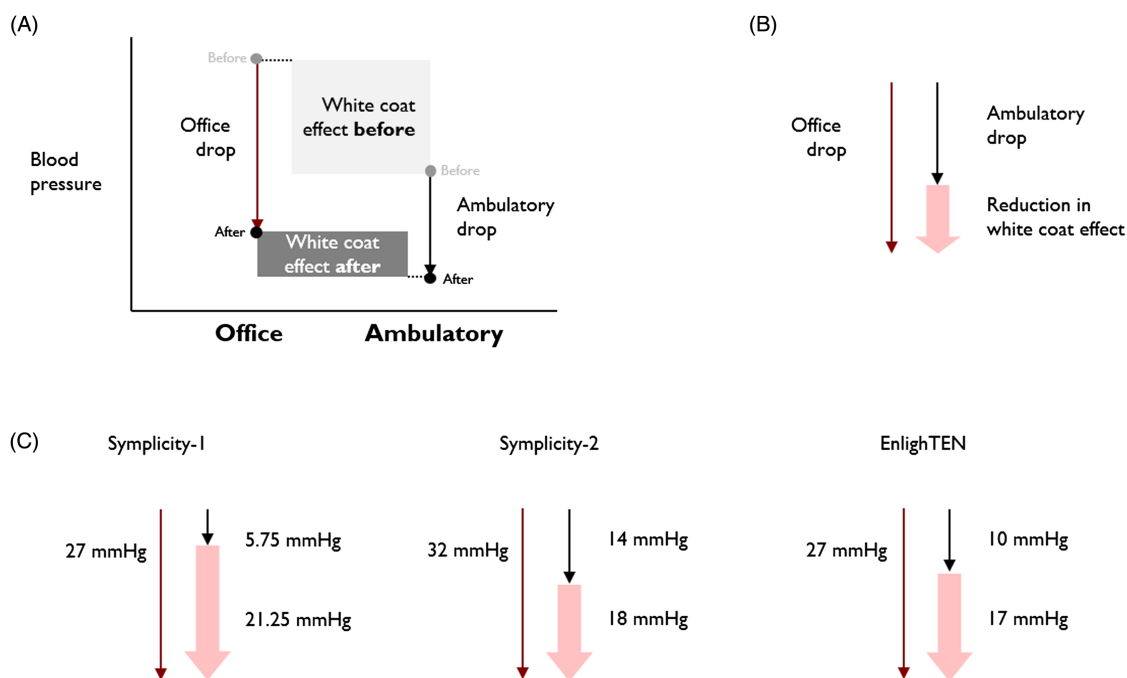 (A)
Before
White coat
effect before
Office
drop
Blood
pressure
Before
Ambulatory
drop
After
White coat
effect after
After
Office
Ambulatory
(B)
Office
drop
Ambulatory
drop
Reduction in
white coat effect
(C)
Symplicity-1
27 mmHg
5.75 mmHg
21.25 mmHg
Symplicity-2
32 mmHg
14 mmHg
18 mmHg
EnlighTEN
27 mmHg
10 mmHg
17 mmHg